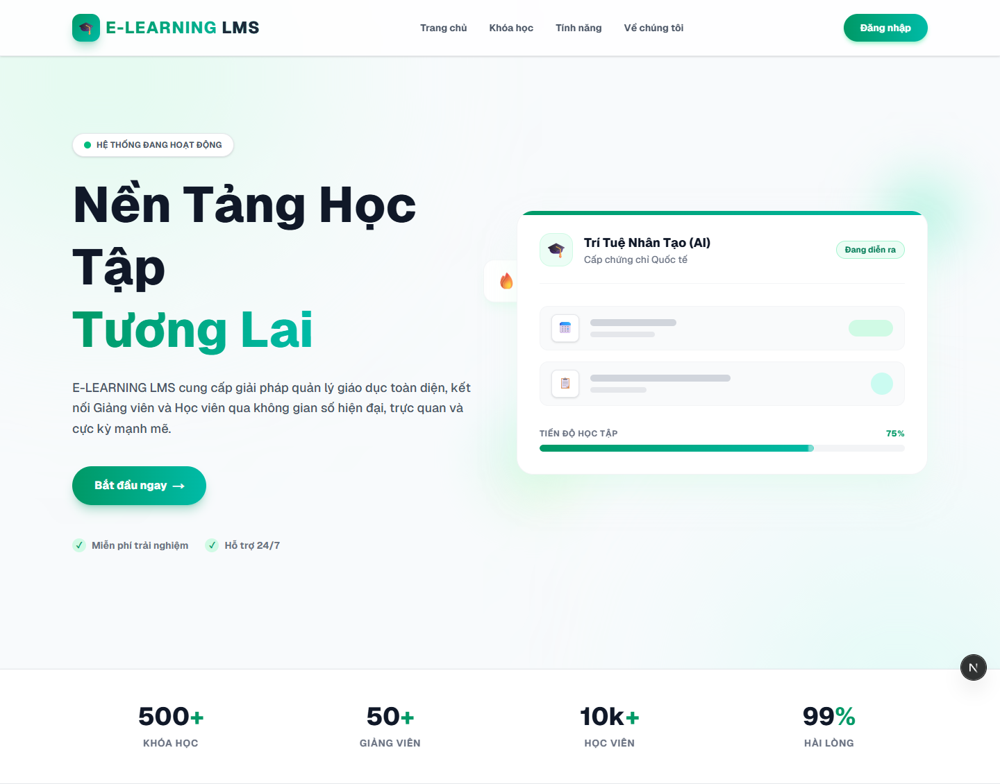 E-LEARNING LMS
Trang chủ
Khóa học
Tính năng
Về chúng tôi
Đăng nhập
HỆ THỐNG ĐANG HOẠT ĐỘNG
Nền Tảng Học
Tập
Tương Lai
E-LEARNING LMS cung cấp giải pháp quản lý giáo dục toàn diện, kết
nối Giảng viên và Học viên qua không gian số hiện đại, trực quan và
cực kỳ mạnh mẽ.
Bắt đầu ngay →
✓ Miễn phí trải nghiệm
✓ Hỗ trợ 24/7
Trí Tuệ Nhân Tạo (AI)
Cấp chứng chỉ Quốc tế
Đang diễn ra
TIẾN ĐỘ HỌC TẬP
75%
N
500+
KHÓA HỌC
50+
GIẢNG VIÊN
10k+
HỌC VIÊN
99%
HÀI LÒNG